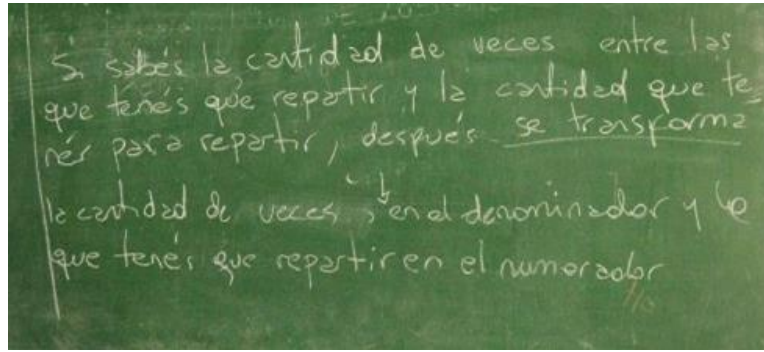 Si sabés la cantidad de veces entre las
que tenés que repartir y la cantidad que te
nés para repartir, después se transforma
la cantidad de veces, en el denominador y lo
que tenés que repartir en el numerador